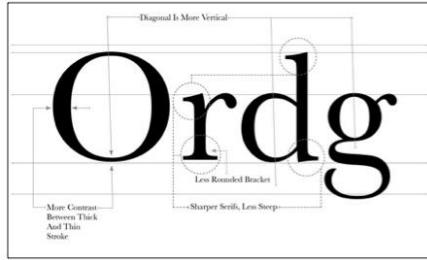 Diagonal Is More Vertical
Ordg
Less Rounded Bracket
More Contrast
Between Thick
And Thin
Stroke
Sharper Serifs, Less Steep